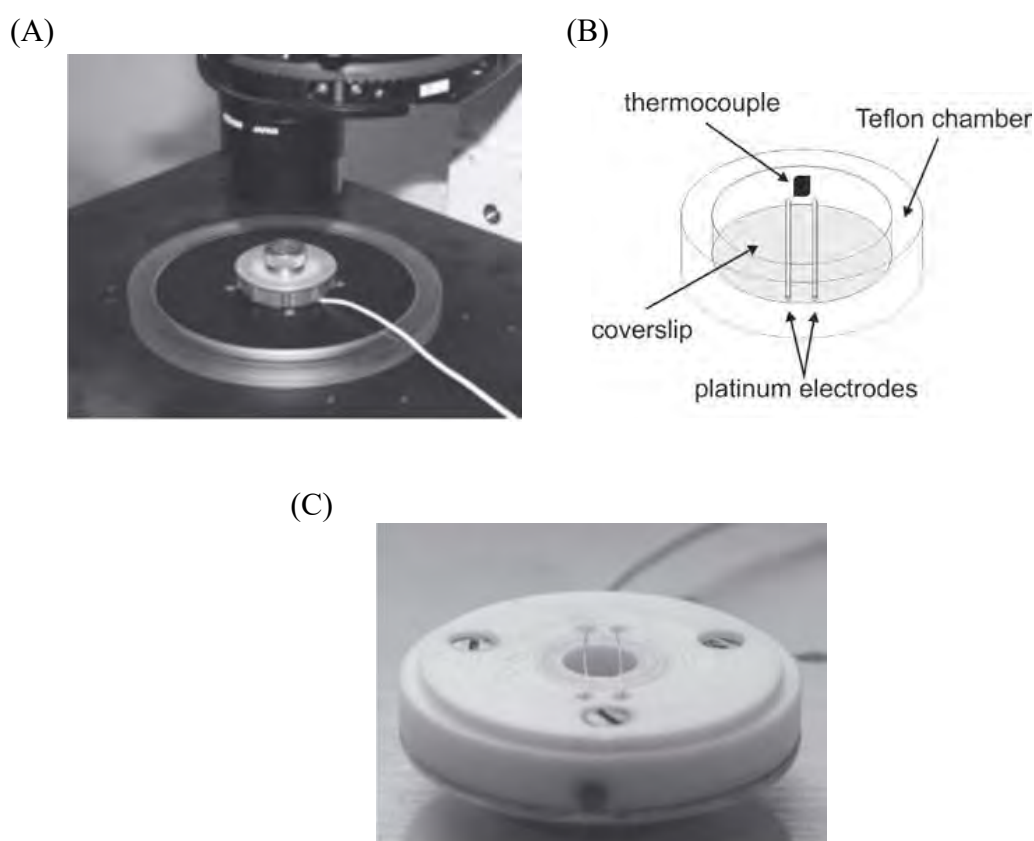 (A)
(B)
thermocouple
Teflon chamber
coverslip
platinum electrodes
(C)